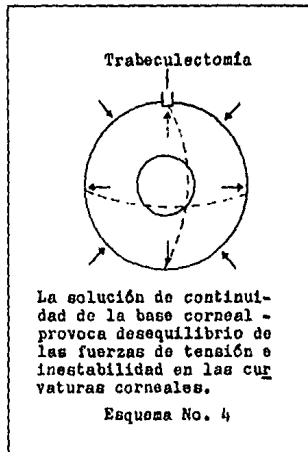 Trabeculectomía
La solución de continui-
dad de la base corneal -
provoca desequilibrio de
las fuerzas de tensión e
inestabilidad en las cur
vaturas corneales.
Esquema No. 4